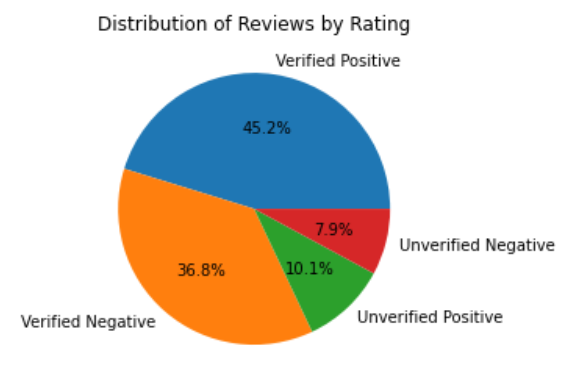 Distribution of Reviews by Rating
Verified Positive
45.2%
7.9%
Unverified Negative
36.8%
10.1%
Unverified Positive
Verified Negative